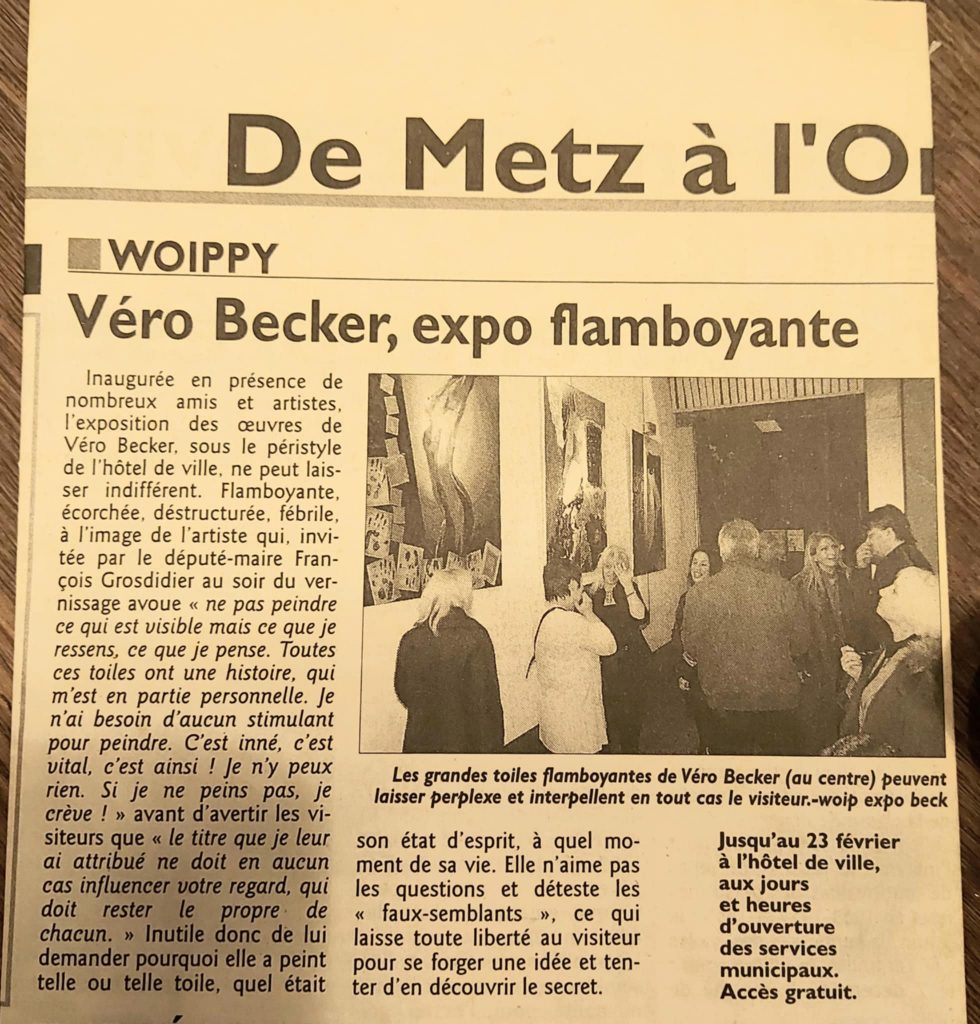 De Metz à l'O
WOIPPY
Véro Becker, expo flamboyante
Inaugurée en présence de
nombreux amis et artistes,
l'exposition des œuvres de
Véro Becker, sous le péristyle
de l'hôtel de ville, ne peut lais-
ser indifférent. Flamboyante,
écorchée, déstructurée, fébrile,
à l'image de l'artiste qui, invi-
tée par le député-maire Fran-
çois Grosdidier au soir du ver-
nissage avoue « ne pas peindre
ce qui est visible mais ce que je
ressens, ce que je pense. Toutes
ces toiles ont une histoire, qui
m'est en partie personnelle. Je
n'ai besoin d'aucun stimulant
pour peindre. C'est inné, c'est
vital, c'est ainsi ! Je n'y peux
rien. Si je ne peins pas, je
crève ! » avant d'avertir les vi-
siteurs que « le titre que je leur
ai attribué ne doit en aucun
cas influencer votre regard, qui
doit rester le propre de
chacun. » Inutile donc de lui
demander pourquoi elle a peint
telle ou telle toile, quel était
Les grandes toiles flamboyantes de Véro Becker (au centre) peuvent
laisser perplexe et interpellent en tout cas le visiteur.-woip expo beck
son état d'esprit, à quel mo-
ment de sa vie. Elle n'aime pas
les questions et déteste les
« faux-semblants », ce qui
laisse toute liberté au visiteur
pour se forger une idée et ten-
ter d'en découvrir le secret.
Jusqu'au 23 février
à l'hôtel de ville,
aux jours
et heures
d'ouverture
des services
municipaux.
Accès gratuit.